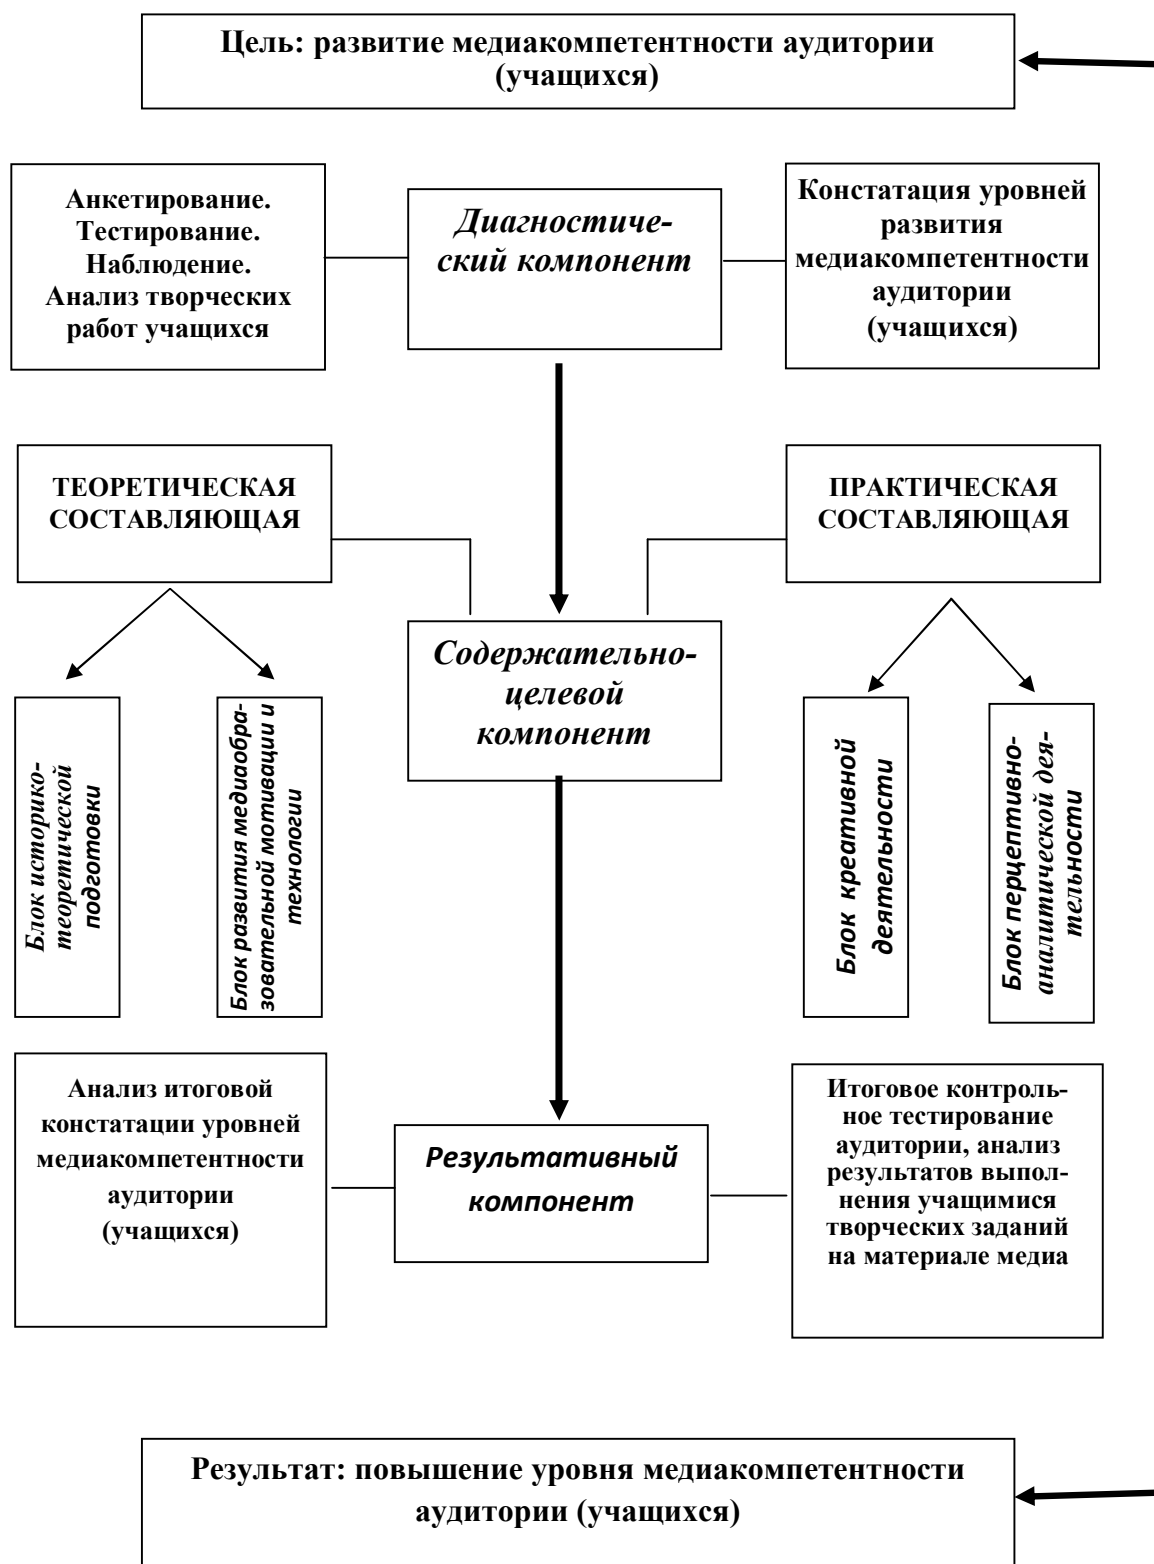 Цель: развитие медиакомпетентности аудитории
(учащихся)
Анкетирование.
Тестирование.
Наблюдение.
Анализ творческих
работ учащихся
Диагностиче-
ский компонент
Констатация уровней
развития
медиакомпетентности
аудитории
(учащихся)
ТЕОРЕТИЧЕСКАЯ
СОСТАВЛЯЮЩАЯ
ПРАКТИЧЕСКАЯ
СОСТАВЛЯЮЩАЯ
Содержательно-
целевой
компонент
Блок историко-
теоретической
подготовки
Блок развития медиаобра-
зовательной мотивации и
технологии
Блок креативной
деятельности
Блок перцептивно-
аналитической дея-
тельности
Анализ итоговой
констатации уровней
медиакомпетентности
аудитории
(учащихся)
Результативный
компонент
Итоговое контроль-
ное тестирование
аудитории, анализ
результатов выпол-
нения учащимися
творческих заданий
на материале медиа
Результат: повышение уровня медиакомпетентности
аудитории (учащихся)